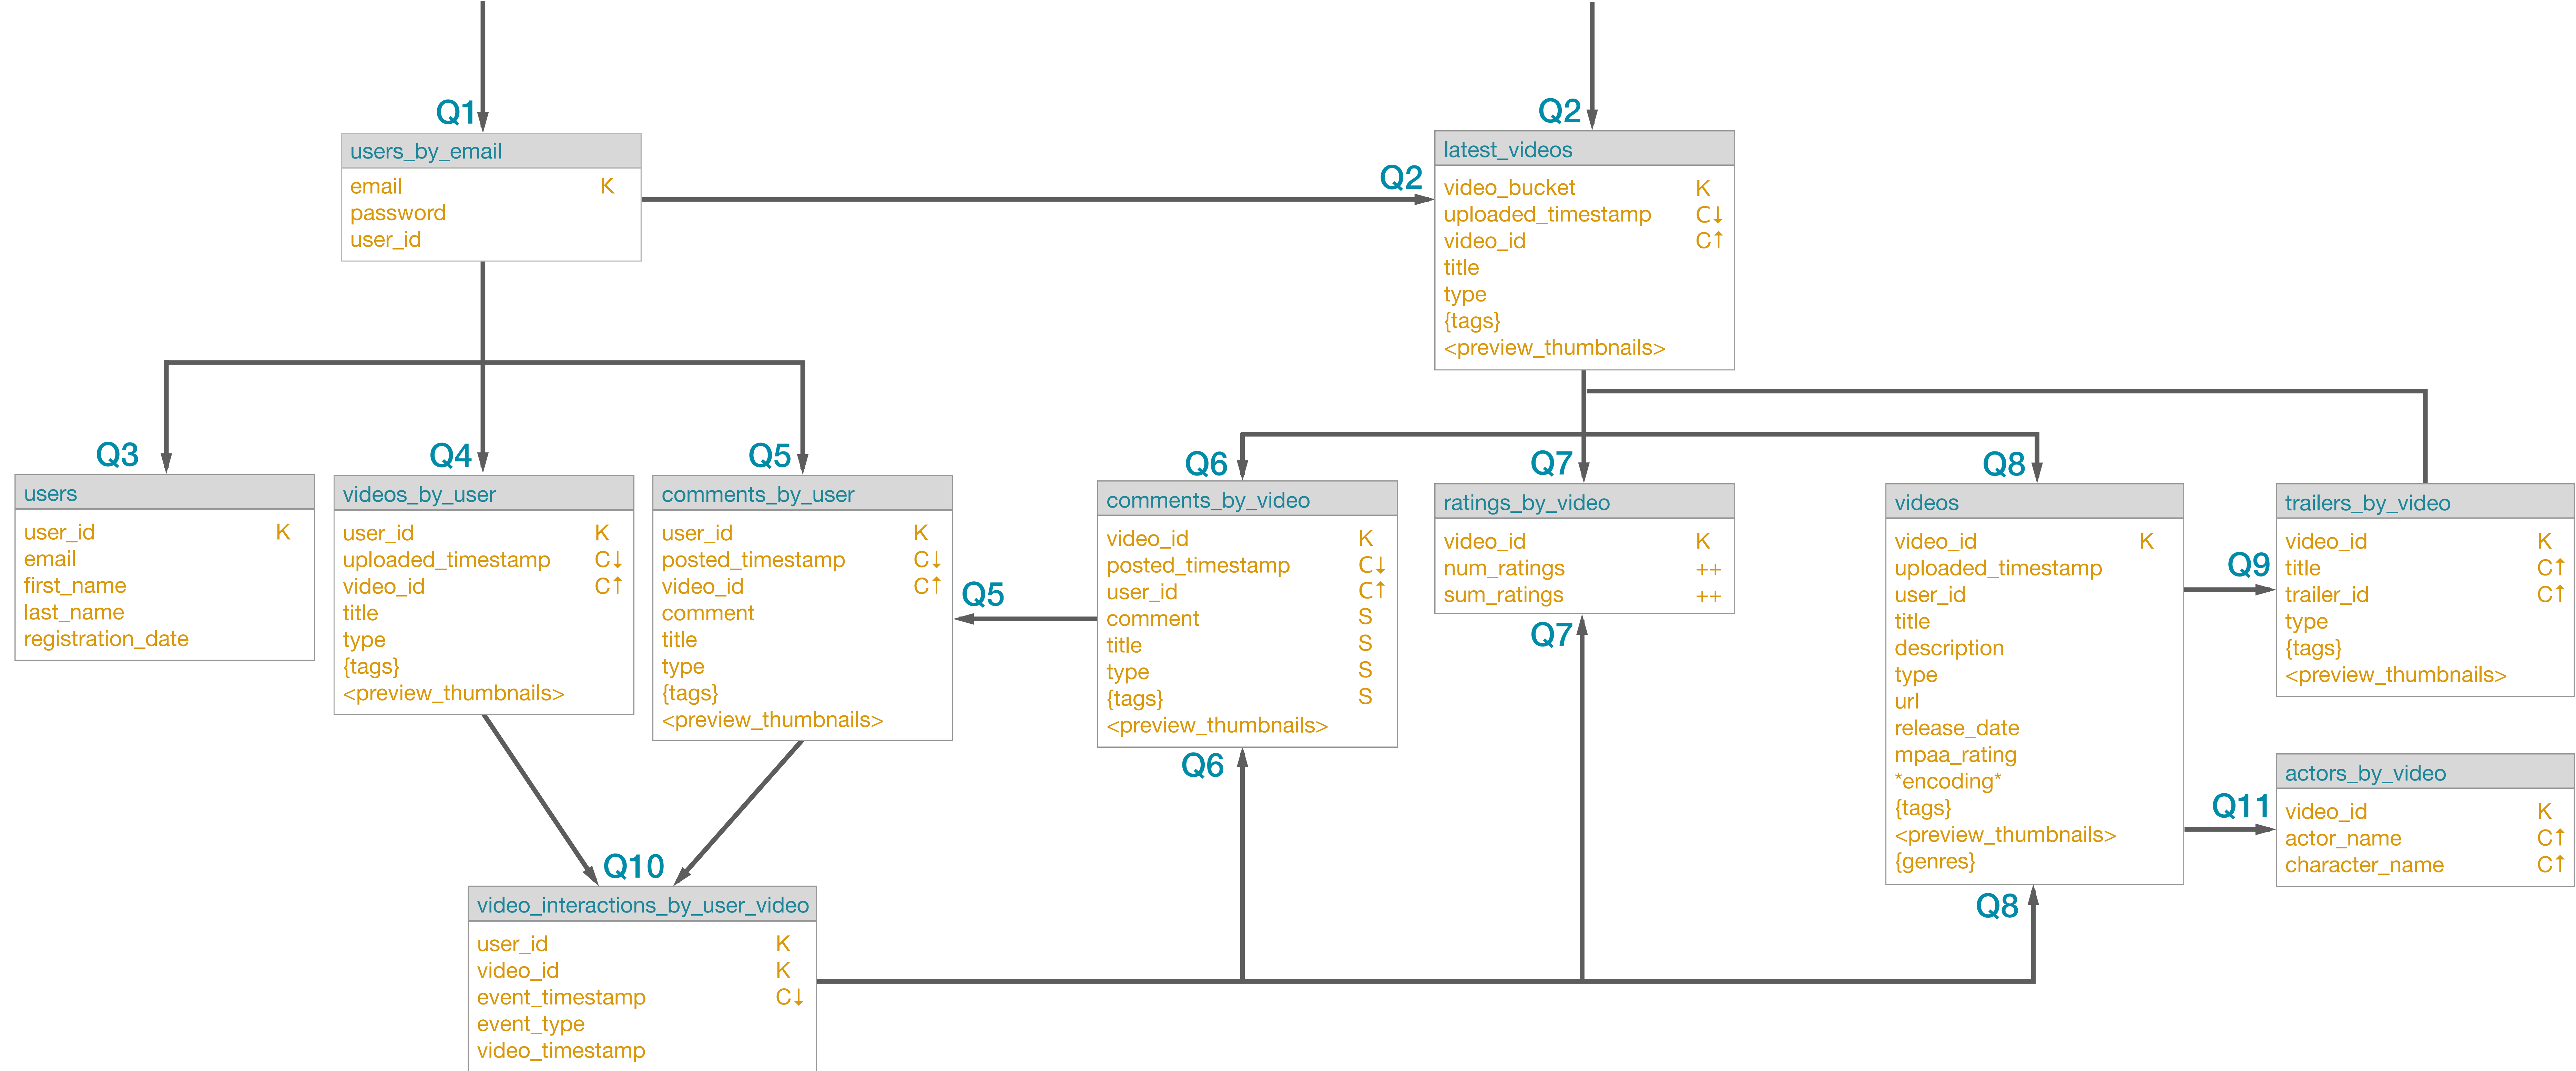 Q1
users_by_email
email K
password
user_id
Q2
Q2
latest_videos
video_bucket K
uploaded_timestamp C↓
video_id C↑
title
type
{tags}
<preview_thumbnails>
Q3
users
user_id K
email
first_name
last_name
registration_date
Q4
videos_by_user
user_id K
uploaded_timestamp C↓
video_id C↑
title
type
{tags}
<preview_thumbnails>
Q5
comments_by_user
user_id K
posted_timestamp C↓
video_id C↑
comment
title
type
{tags}
<preview_thumbnails>
Q5
Q6
comments_by_video
video_id K
posted_timestamp C↓
user_id C↑
comment S
title S
type S
{tags} S
<preview_thumbnails>
Q6
Q7
ratings_by_video
video_id K
num_ratings ++
sum_ratings ++
Q7
Q8
videos
video_id K
uploaded_timestamp
user_id
title
description
type
url
release_date
mpaa_rating
*encoding*
{tags}
<preview_thumbnails>
{genres}
Q8
Q9
trailers_by_video
video_id K
title C↑
trailer_id C↑
type
{tags}
<preview_thumbnails>
Q11
actors_by_video
video_id K
actor_name C↑
character_name C↑
Q10
video_interactions_by_user_video
user_id K
video_id K
event_timestamp C↓
event_type
video_timestamp